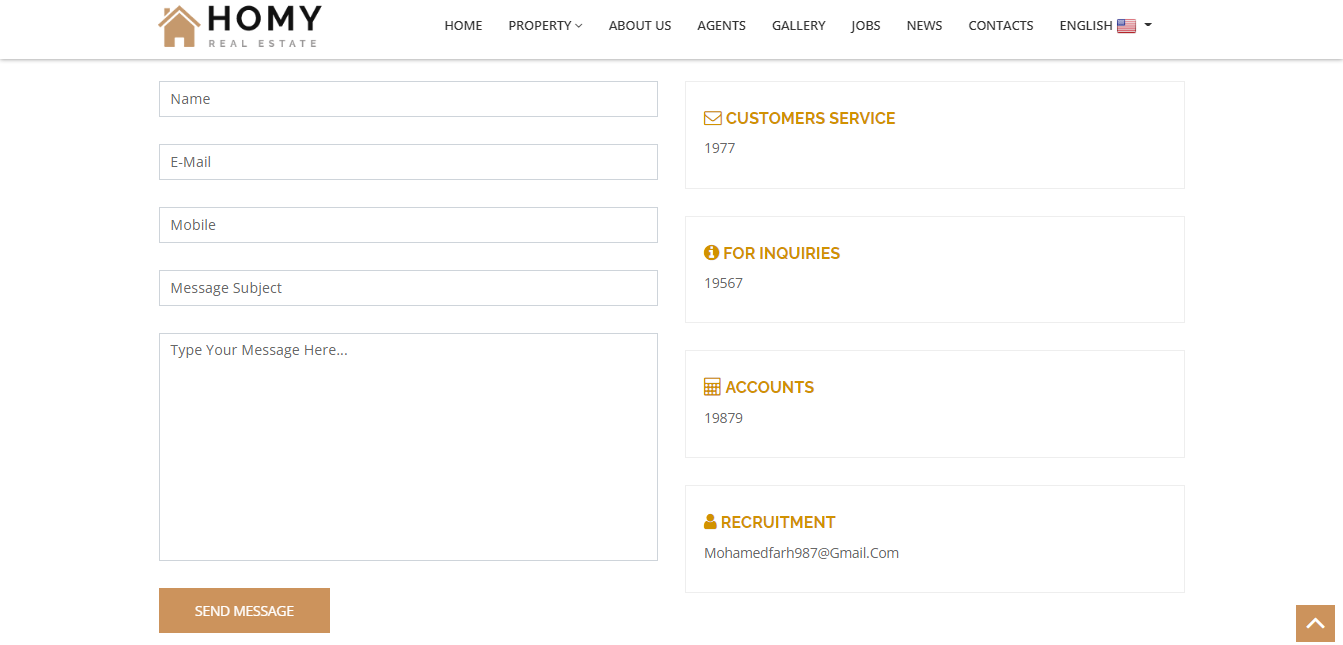 HOMY
REAL ESTATE
HOME PROPERTY ABOUT US AGENTS GALLERY JOBS NEWS CONTACTS ENGLISH
Name
E-Mail
Mobile
Message Subject
Type Your Message Here...
SEND MESSAGE
CUSTOMERS SERVICE
1977
FOR INQUIRIES
19567
ACCOUNTS
19879
RECRUITMENT
Mohamedfarh987@Gmail.Com